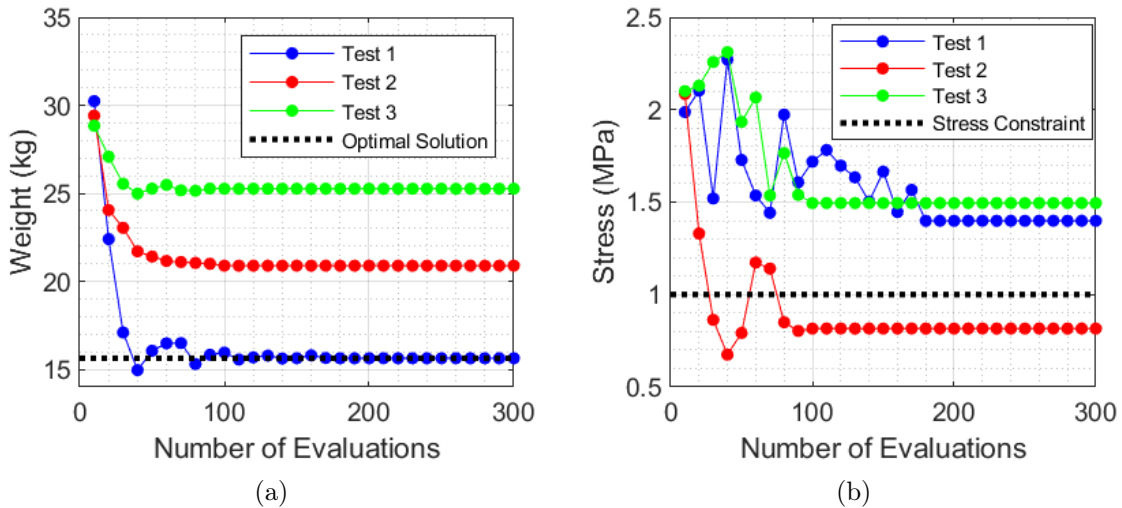 35
30
25
20
15
Weight (kg)
0
100
200
300
Number of Evaluations
Test 1
Test 2
Test 3
Optimal Solution
(a)
2.5
2
1.5
1
0.5
Stress (MPa)
0
100
200
300
Number of Evaluations
Test 1
Test 2
Test 3
Stress Constraint
(b)